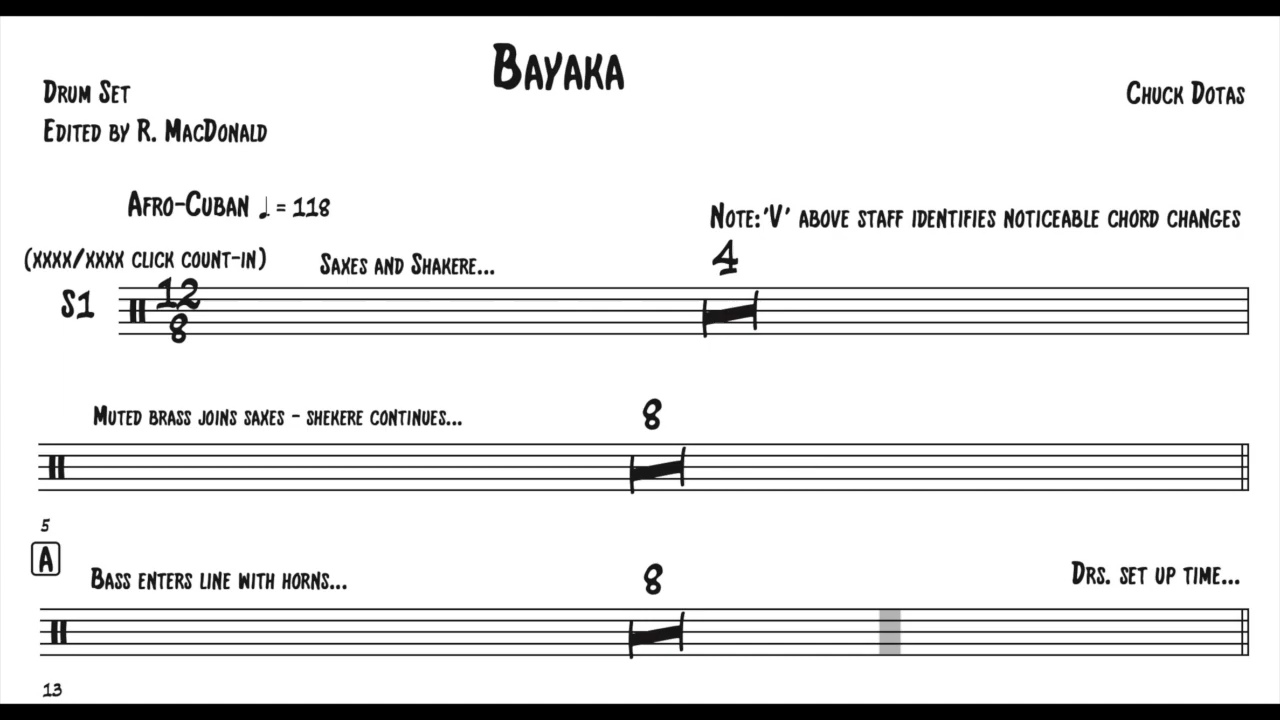 Bayaka
Drum Set
Chuck Dotas
Edited by R. MacDonald
Afro-Cuban ♩ = 118
Note: 'V' above staff identifies noticeable chord changes
(xxxx/xxxx click count-in)
Saxes and Shakere...
4
S1
12
8
Muted brass joins saxes - shekere continues...
8
5
A
Bass enters line with horns...
8
Drs. set up time...
13